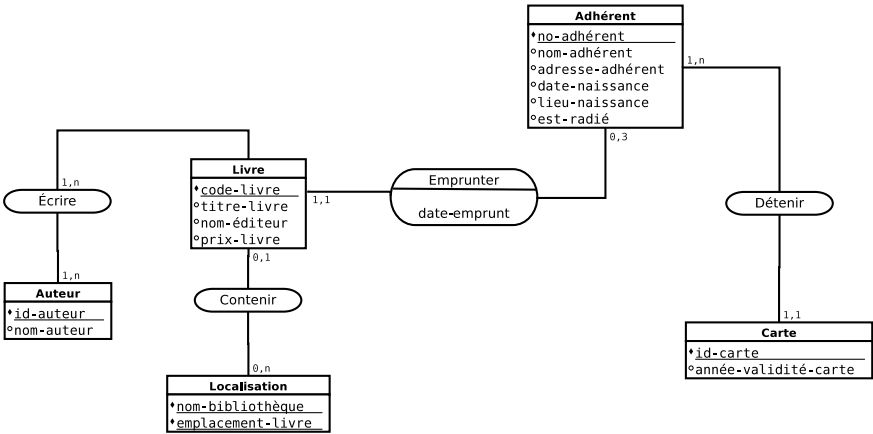 Adhérent
no-adhérent
nom-adhérent
adresse-adhérent
date-naissance
lieu-naissance
est-radié
1,n
0,3
Livre
code-livre
titre-livre
nom-éditeur
prix-livre
1,1
0,1
Emprunter
date-emprunt
1,n
Écrire
1,n
Détenir
Auteur
id-auteur
nom-auteur
Contenir
0,n
1,1
Carte
id-carte
année-validité-carte
Localisation
nom-bibliothèque
emplacement-livre